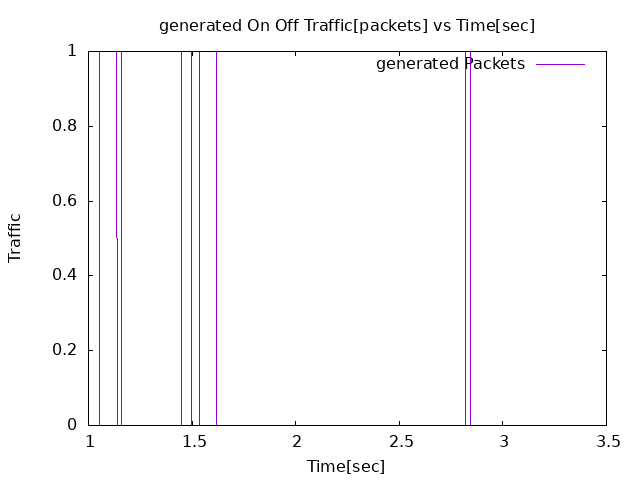 generated On Off Traffic[packets] vs Time[sec]
generated Packets
1
0.8
0.6
0.4
0.2
0
Traffic
1 1.5 2 2.5 3 3.5
Time[sec]